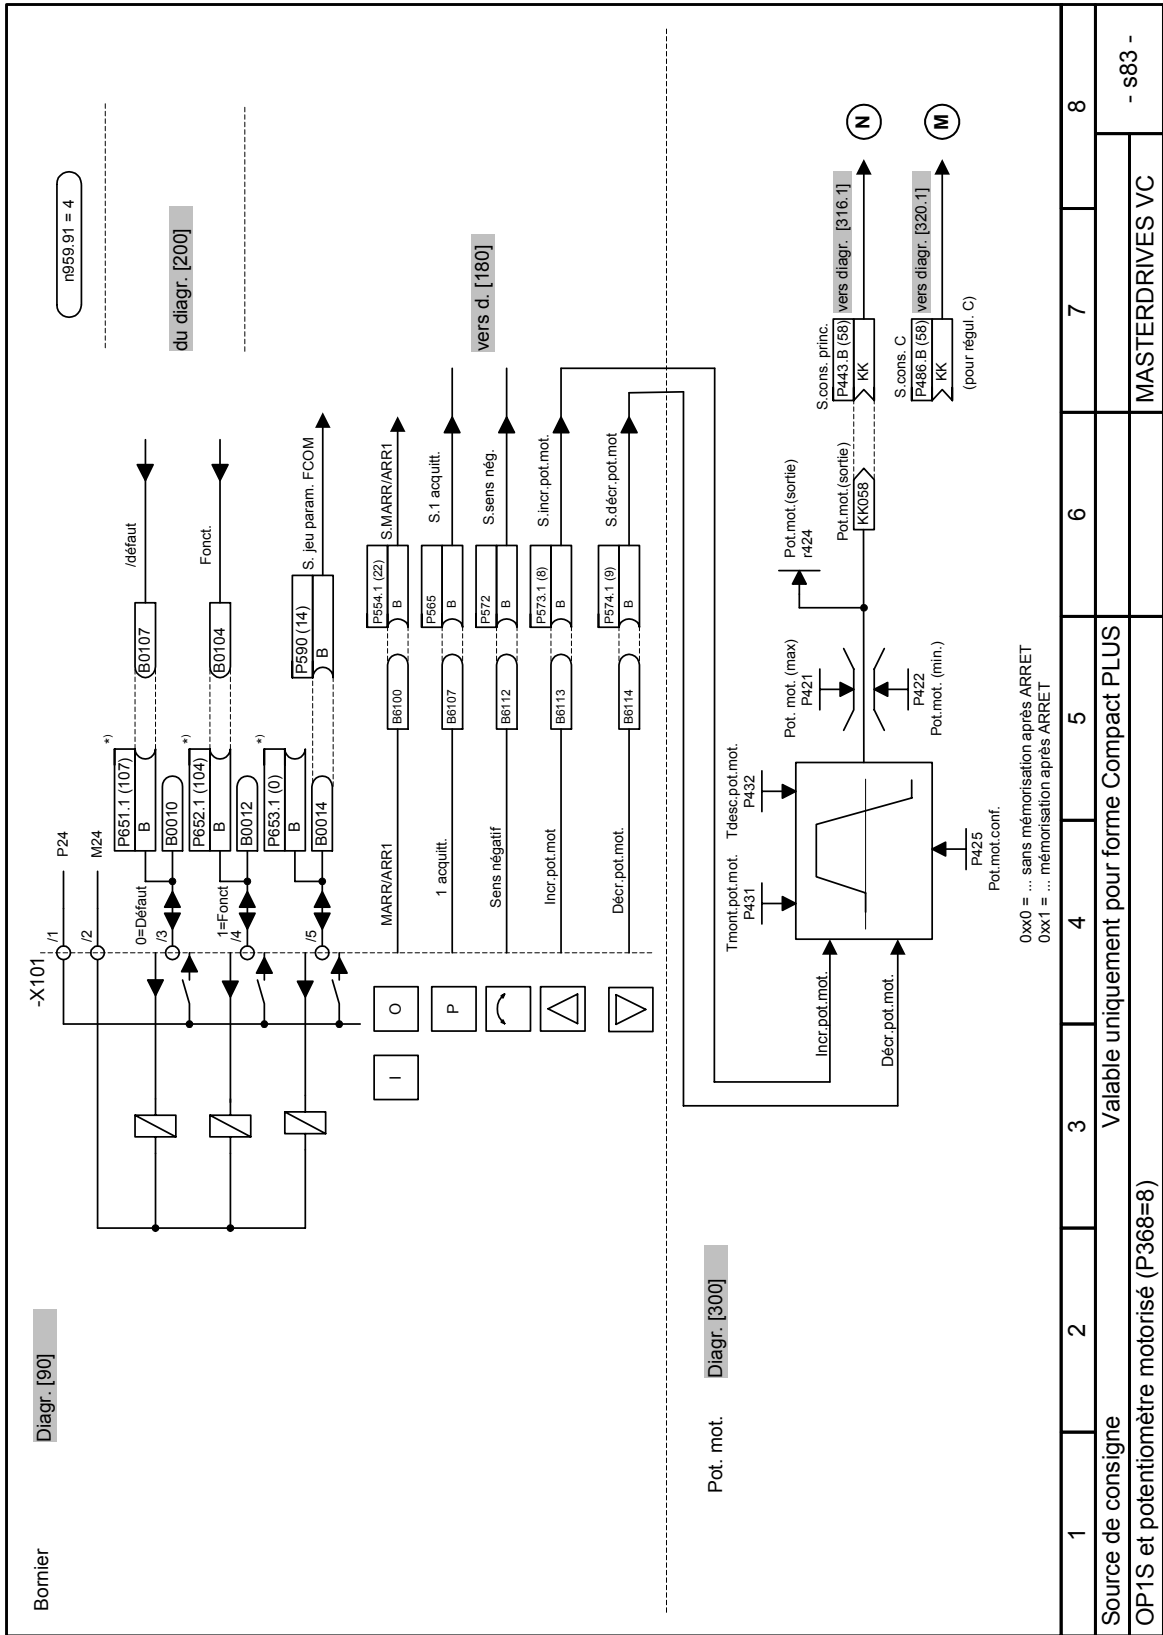 Bornier
Diagr. [90]
n959.91 = 4
-X101
/1
P24
/2
M24
du diagr. [200]
0=Défaut
/3
P651.1 (107)
*)
B
B0010
B0107
/défaut
1=Fonct
/4
P652.1 (104)
*)
B
B0012
B0104
Fonct.
/5
P653.1 (0)
*)
B
B0014
P590 (14)
B
S. jeu param. FCOM
I
O
MARR/ARR1
B6100
P554.1 (22)
B
S.MARR/ARR1
P
1 acquitt.
B6107
P565
B
S.1 acquitt.
vers d. [180]
Sens négatif
B6112
P572
B
S.sens nég.
Incr.pot.mot
B6113
P573.1 (8)
B
S.incr.pot.mot.
Décr.pot.mot.
B6114
P574.1 (9)
B
S.décr.pot.mot
Pot. mot.
Diagr. [300]
Tmont.pot.mot.
P431
Tdesc.pot.mot.
P432
Pot. mot. (max)
P421
Pot.mot.(sortie)
r424
Incr.pot.mot.
Décr.pot.mot.
P422
Pot.mot. (min.)
Pot.mot.(sortie)
KK058
S.cons. princ.
P443.B (58)
KK
vers diagr. [316.1]
N
S.cons. C
P486.B (58)
KK
vers diagr. [320.1]
M
(pour régul. C)
P425
Pot.mot.conf.
0xx0 = ... sans mémorisation après ARRET
0xx1 = ... mémorisation après ARRET
1
2
3
4
5
6
7
8
Source de consigne
Valable uniquement pour forme Compact PLUS
- s83 -
OP1S et potentiomètre motorisé (P368=8)
MASTERDRIVES VC